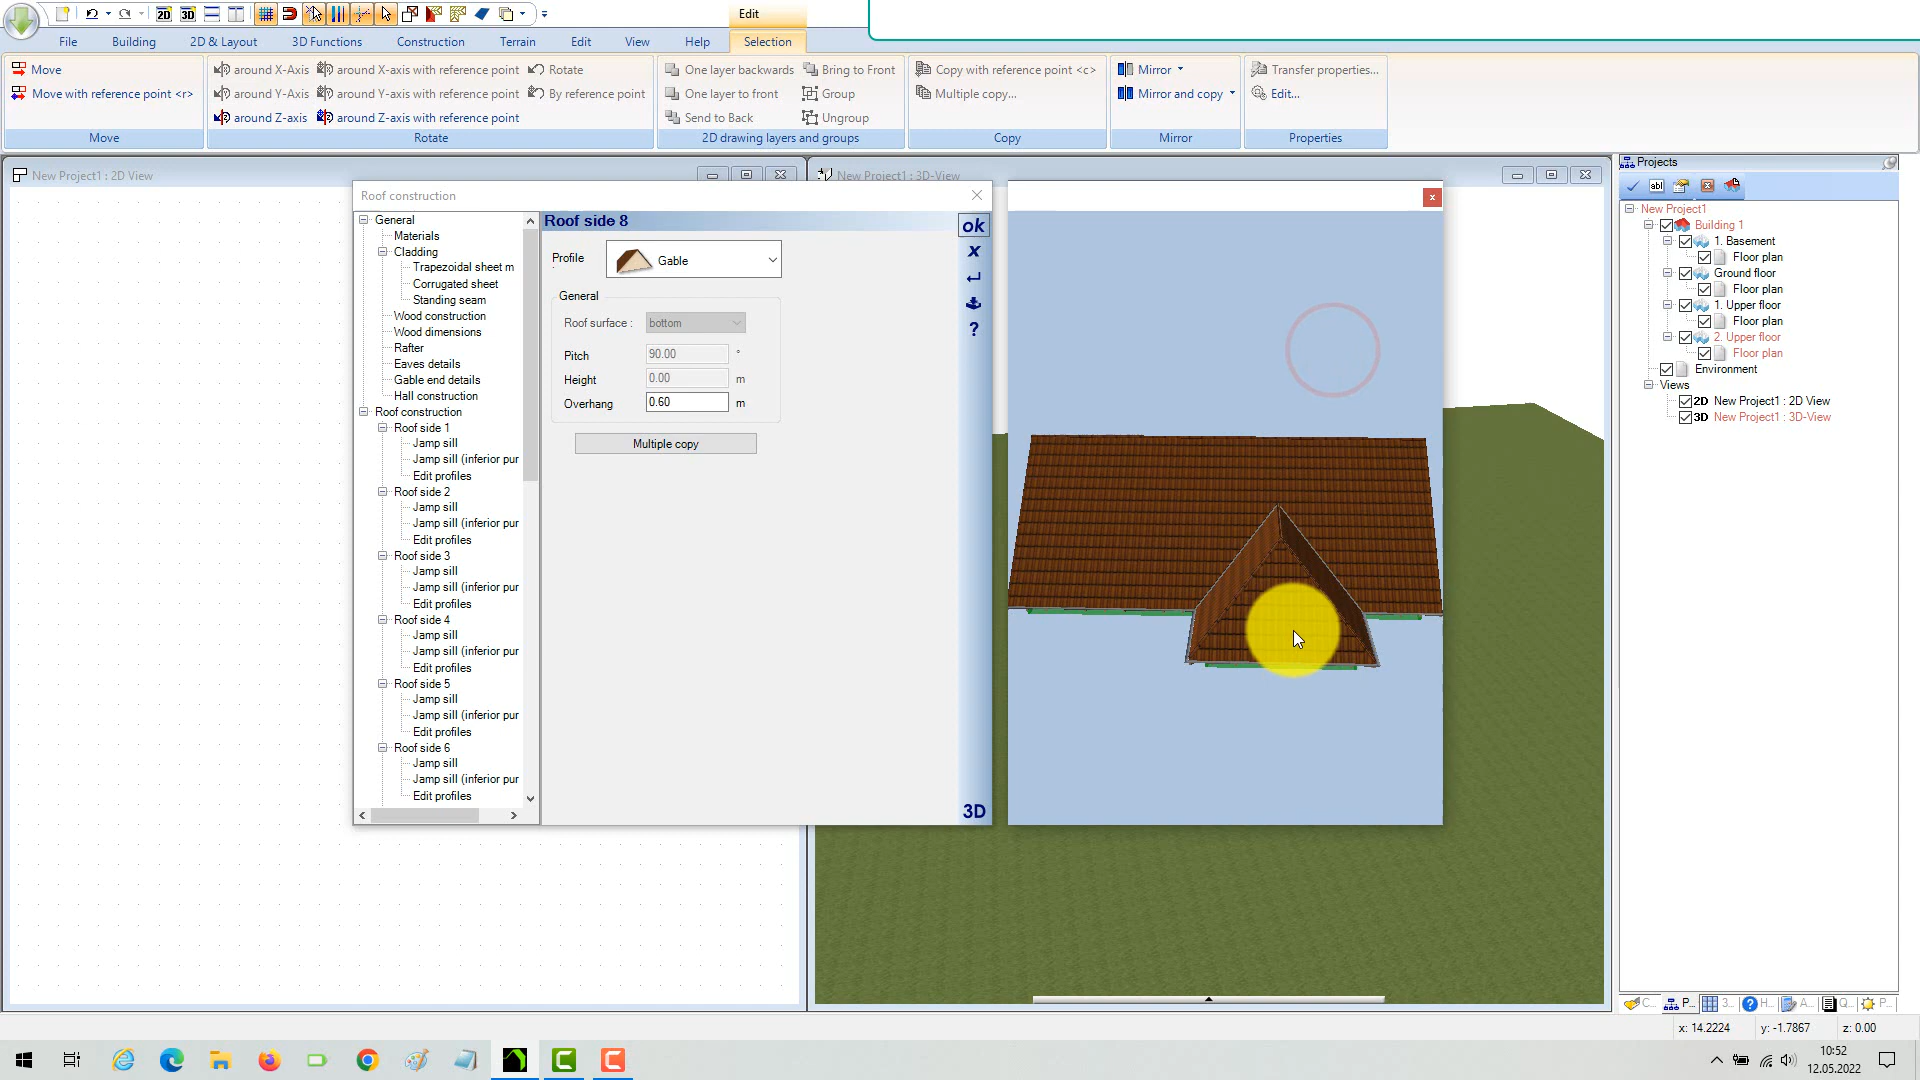 Edit
File
Building
2D & Layout
3D Functions
Construction
Terrain
Edit
View
Help
Selection
Move
Move with reference point <r>
Move
around X-Axis
around X-axis with reference point
Rotate
around Y-Axis
around Y-axis with reference point
By reference point
around Z-axis
around Z-axis with reference point
Rotate
One layer backwards
Bring to Front
One layer to front
Group
Send to Back
Ungroup
2D drawing layers and groups
Copy with reference point <c>
Multiple copy...
Copy
Mirror
Mirror and copy
Mirror
Transfer properties...
Edit...
Properties
New Project1 : 2D View
New Project1 : 3D-View
Roof construction
General
Materials
Cladding
Trapezoidal sheet m
Corrugated sheet
Standing seam
Wood construction
Wood dimensions
Rafter
Eaves details
Gable end details
Hall construction
Roof construction
Roof side 1
Jamp sill
Jamp sill (inferior pur
Edit profiles
Roof side 2
Jamp sill
Jamp sill (inferior pur
Edit profiles
Roof side 3
Jamp sill
Jamp sill (inferior pur
Edit profiles
Roof side 4
Jamp sill
Jamp sill (inferior pur
Edit profiles
Roof side 5
Jamp sill
Jamp sill (inferior pur
Edit profiles
Roof side 6
Jamp sill
Jamp sill (inferior pur
Edit profiles
Roof side 8
Profile
Gable
General
Roof surface :
bottom
Pitch
90.00
°
Height
0.00
m
Overhang
0.60
m
Multiple copy
ok
x
?
3D
Projects
abl
New Project1
Building 1
1. Basement
Floor plan
Ground floor
Floor plan
1. Upper floor
Floor plan
2. Upper floor
Floor plan
Environment
Views
2D New Project1 : 2D View
3D New Project1 : 3D-View
C...
P...
3...
H...
A...
Q...
P...
x: 14.2224
y: -1.7867
z: 0.00
10:52
12.05.2022